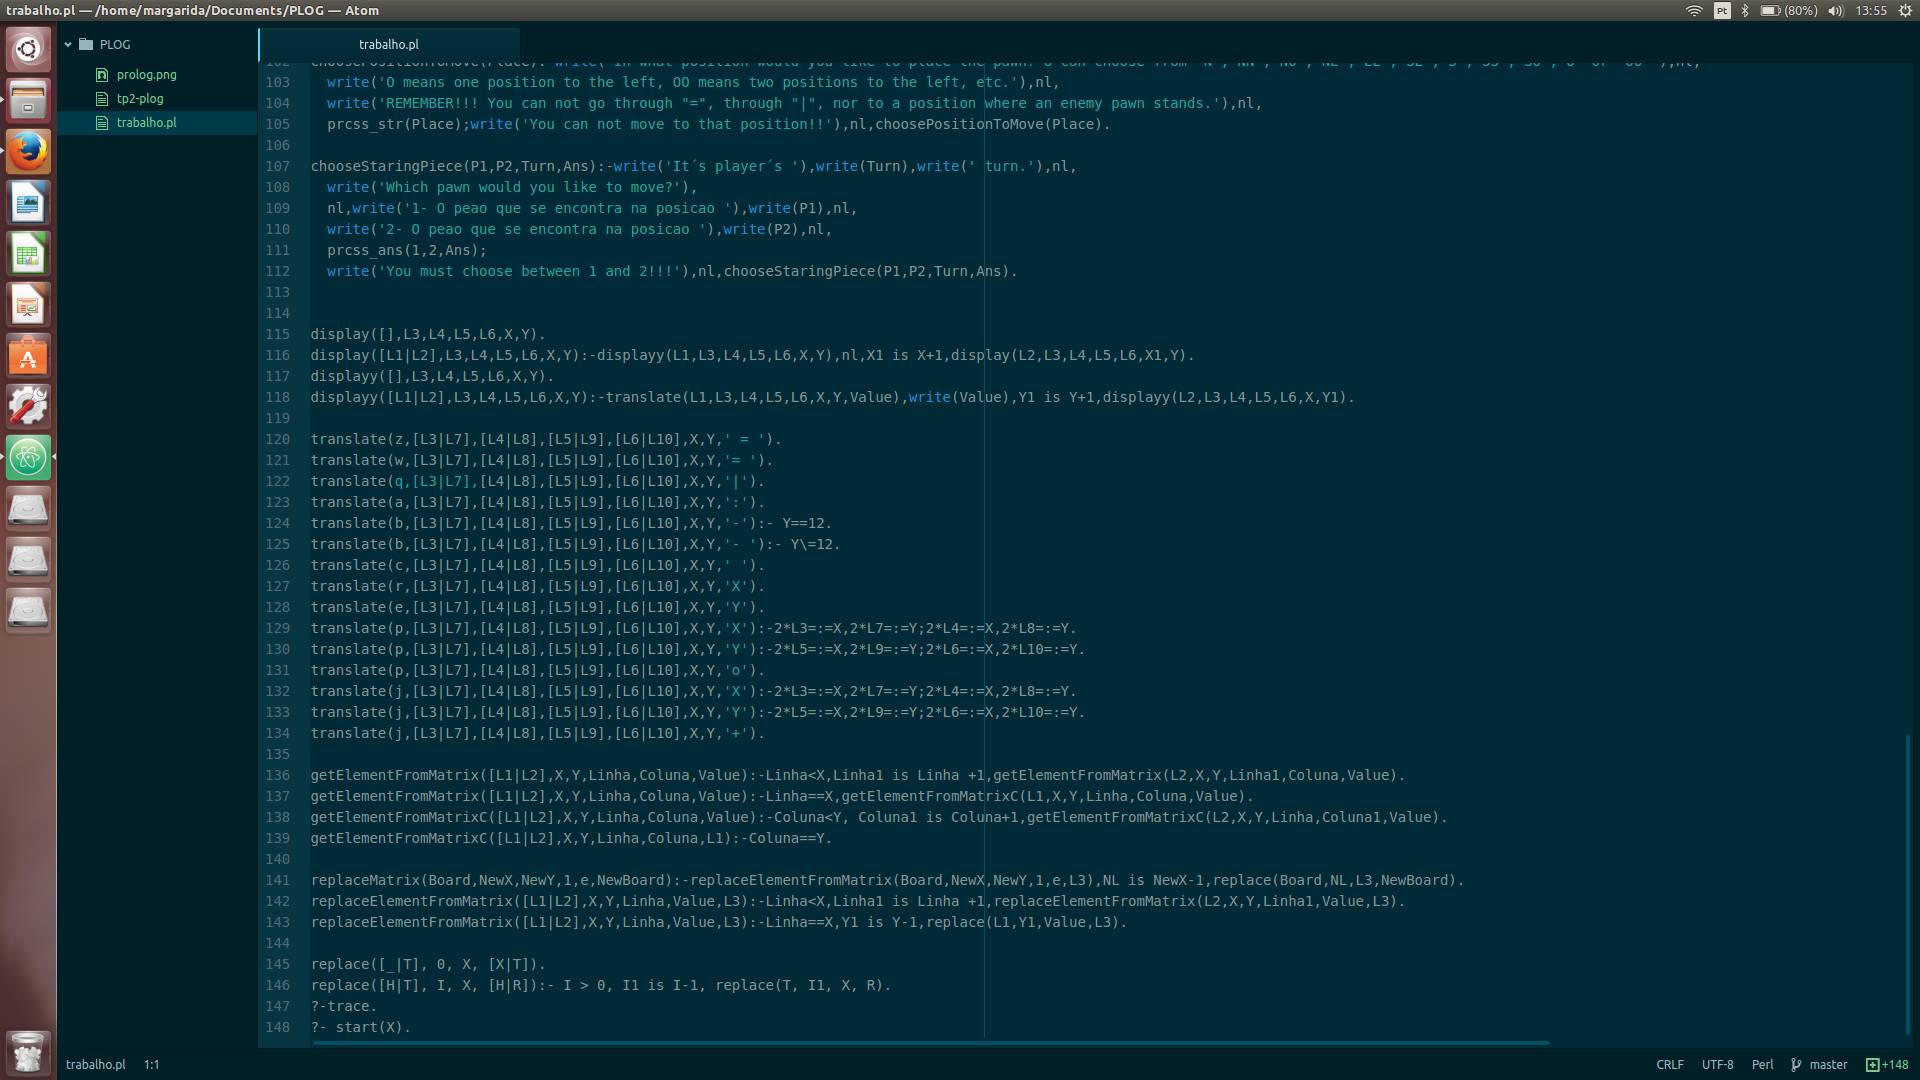 trabalho.pl — /home/margarida/Documents/PLOG — Atom
Pt (80%) 13:55
PLOG
prolog.png
tp2-plog
trabalho.pl
trabalho.pl
103 write('O means one position to the left, OO means two positions to the left, etc.'),nl,
104 write('REMEMBER!!! You can not go through "=", through "|", nor to a position where an enemy pawn stands.'),nl,
105 prcss_str(Place);write('You can not move to that position!!'),nl,choosePositionToMove(Place).
106
107 chooseStaringPiece(P1,P2,Turn,Ans):-write('It´s player´s '),write(Turn),write(' turn.'),nl,
108 write('Which pawn would you like to move?'),
109 nl,write('1- O peao que se encontra na posicao '),write(P1),nl,
110 write('2- O peao que se encontra na posicao '),write(P2),nl,
111 prcss_ans(1,2,Ans);
112 write('You must choose between 1 and 2!!!'),nl,chooseStaringPiece(P1,P2,Turn,Ans).
113
114
115 display([],L3,L4,L5,L6,X,Y).
116 display([L1|L2],L3,L4,L5,L6,X,Y):-displayy(L1,L3,L4,L5,L6,X,Y),nl,X1 is X+1,display(L2,L3,L4,L5,L6,X1,Y).
117 displayy([],L3,L4,L5,L6,X,Y).
118 displayy([L1|L2],L3,L4,L5,L6,X,Y):-translate(L1,L3,L4,L5,L6,X,Y,Value),write(Value),Y1 is Y+1,displayy(L2,L3,L4,L5,L6,X,Y1).
119
120 translate(z,[L3|L7],[L4|L8],[L5|L9],[L6|L10],X,Y,' = ').
121 translate(w,[L3|L7],[L4|L8],[L5|L9],[L6|L10],X,Y,'= ').
122 translate(q,[L3|L7],[L4|L8],[L5|L9],[L6|L10],X,Y,'|').
123 translate(a,[L3|L7],[L4|L8],[L5|L9],[L6|L10],X,Y,':').
124 translate(b,[L3|L7],[L4|L8],[L5|L9],[L6|L10],X,Y,'-'):- Y==12.
125 translate(b,[L3|L7],[L4|L8],[L5|L9],[L6|L10],X,Y,'- '):- Y\=12.
126 translate(c,[L3|L7],[L4|L8],[L5|L9],[L6|L10],X,Y,' ').
127 translate(r,[L3|L7],[L4|L8],[L5|L9],[L6|L10],X,Y,'X').
128 translate(e,[L3|L7],[L4|L8],[L5|L9],[L6|L10],X,Y,'Y').
129 translate(p,[L3|L7],[L4|L8],[L5|L9],[L6|L10],X,Y,'X'):-2*L3=:=X,2*L7=:=Y;2*L4=:=X,2*L8=:=Y.
130 translate(p,[L3|L7],[L4|L8],[L5|L9],[L6|L10],X,Y,'Y'):-2*L5=:=X,2*L9=:=Y;2*L6=:=X,2*L10=:=Y.
131 translate(p,[L3|L7],[L4|L8],[L5|L9],[L6|L10],X,Y,'o').
132 translate(j,[L3|L7],[L4|L8],[L5|L9],[L6|L10],X,Y,'X'):-2*L3=:=X,2*L7=:=Y;2*L4=:=X,2*L8=:=Y.
133 translate(j,[L3|L7],[L4|L8],[L5|L9],[L6|L10],X,Y,'Y'):-2*L5=:=X,2*L9=:=Y;2*L6=:=X,2*L10=:=Y.
134 translate(j,[L3|L7],[L4|L8],[L5|L9],[L6|L10],X,Y,'+').
135
136 getElementFromMatrix([L1|L2],X,Y,Linha,Coluna,Value):-Linha<X,Linha1 is Linha +1,getElementFromMatrix(L2,X,Y,Linha1,Coluna,Value).
137 getElementFromMatrix([L1|L2],X,Y,Linha,Coluna,Value):-Linha==X,getElementFromMatrixC(L1,X,Y,Linha,Coluna,Value).
138 getElementFromMatrixC([L1|L2],X,Y,Linha,Coluna,Value):-Coluna<Y, Coluna1 is Coluna+1,getElementFromMatrixC(L2,X,Y,Linha,Coluna1,Value).
139 getElementFromMatrixC([L1|L2],X,Y,Linha,Coluna,L1):-Coluna==Y.
140
141 replaceMatrix(Board,NewX,NewY,1,e,NewBoard):-replaceElementFromMatrix(Board,NewX,NewY,1,e,L3),NL is NewX-1,replace(Board,NL,L3,NewBoard).
142 replaceElementFromMatrix([L1|L2],X,Y,Linha,Value,L3):-Linha<X,Linha1 is Linha +1,replaceElementFromMatrix(L2,X,Y,Linha1,Value,L3).
143 replaceElementFromMatrix([L1|L2],X,Y,Linha,Value,L3):-Linha==X,Y1 is Y-1,replace(L1,Y1,Value,L3).
144
145 replace([_|T], 0, X, [X|T]).
146 replace([H|T], I, X, [H|R]):- I > 0, I1 is I-1, replace(T, I1, X, R).
147 ?-trace.
148 ?- start(X).
trabalho.pl 1:1 CRLF UTF-8 Perl master +148